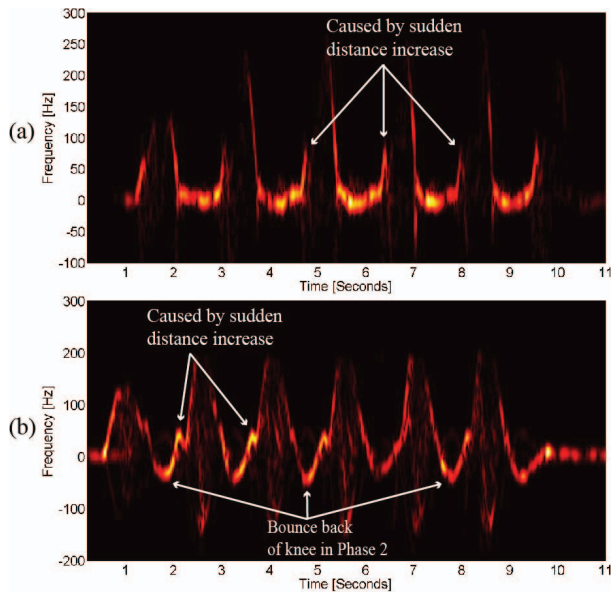 (a)
Frequency [Hz]
300
250
200
150
100
50
0
-50
-100
Caused by sudden
distance increase
1 2 3 4 5 6 7 8 9 10 11
Time [Seconds]
(b)
Frequency [Hz]
300
200
100
0
-100
-200
Caused by sudden
distance increase
Bounce back
of knee in Phase 2
1 2 3 4 5 6 7 8 9 10 11
Time [Seconds]